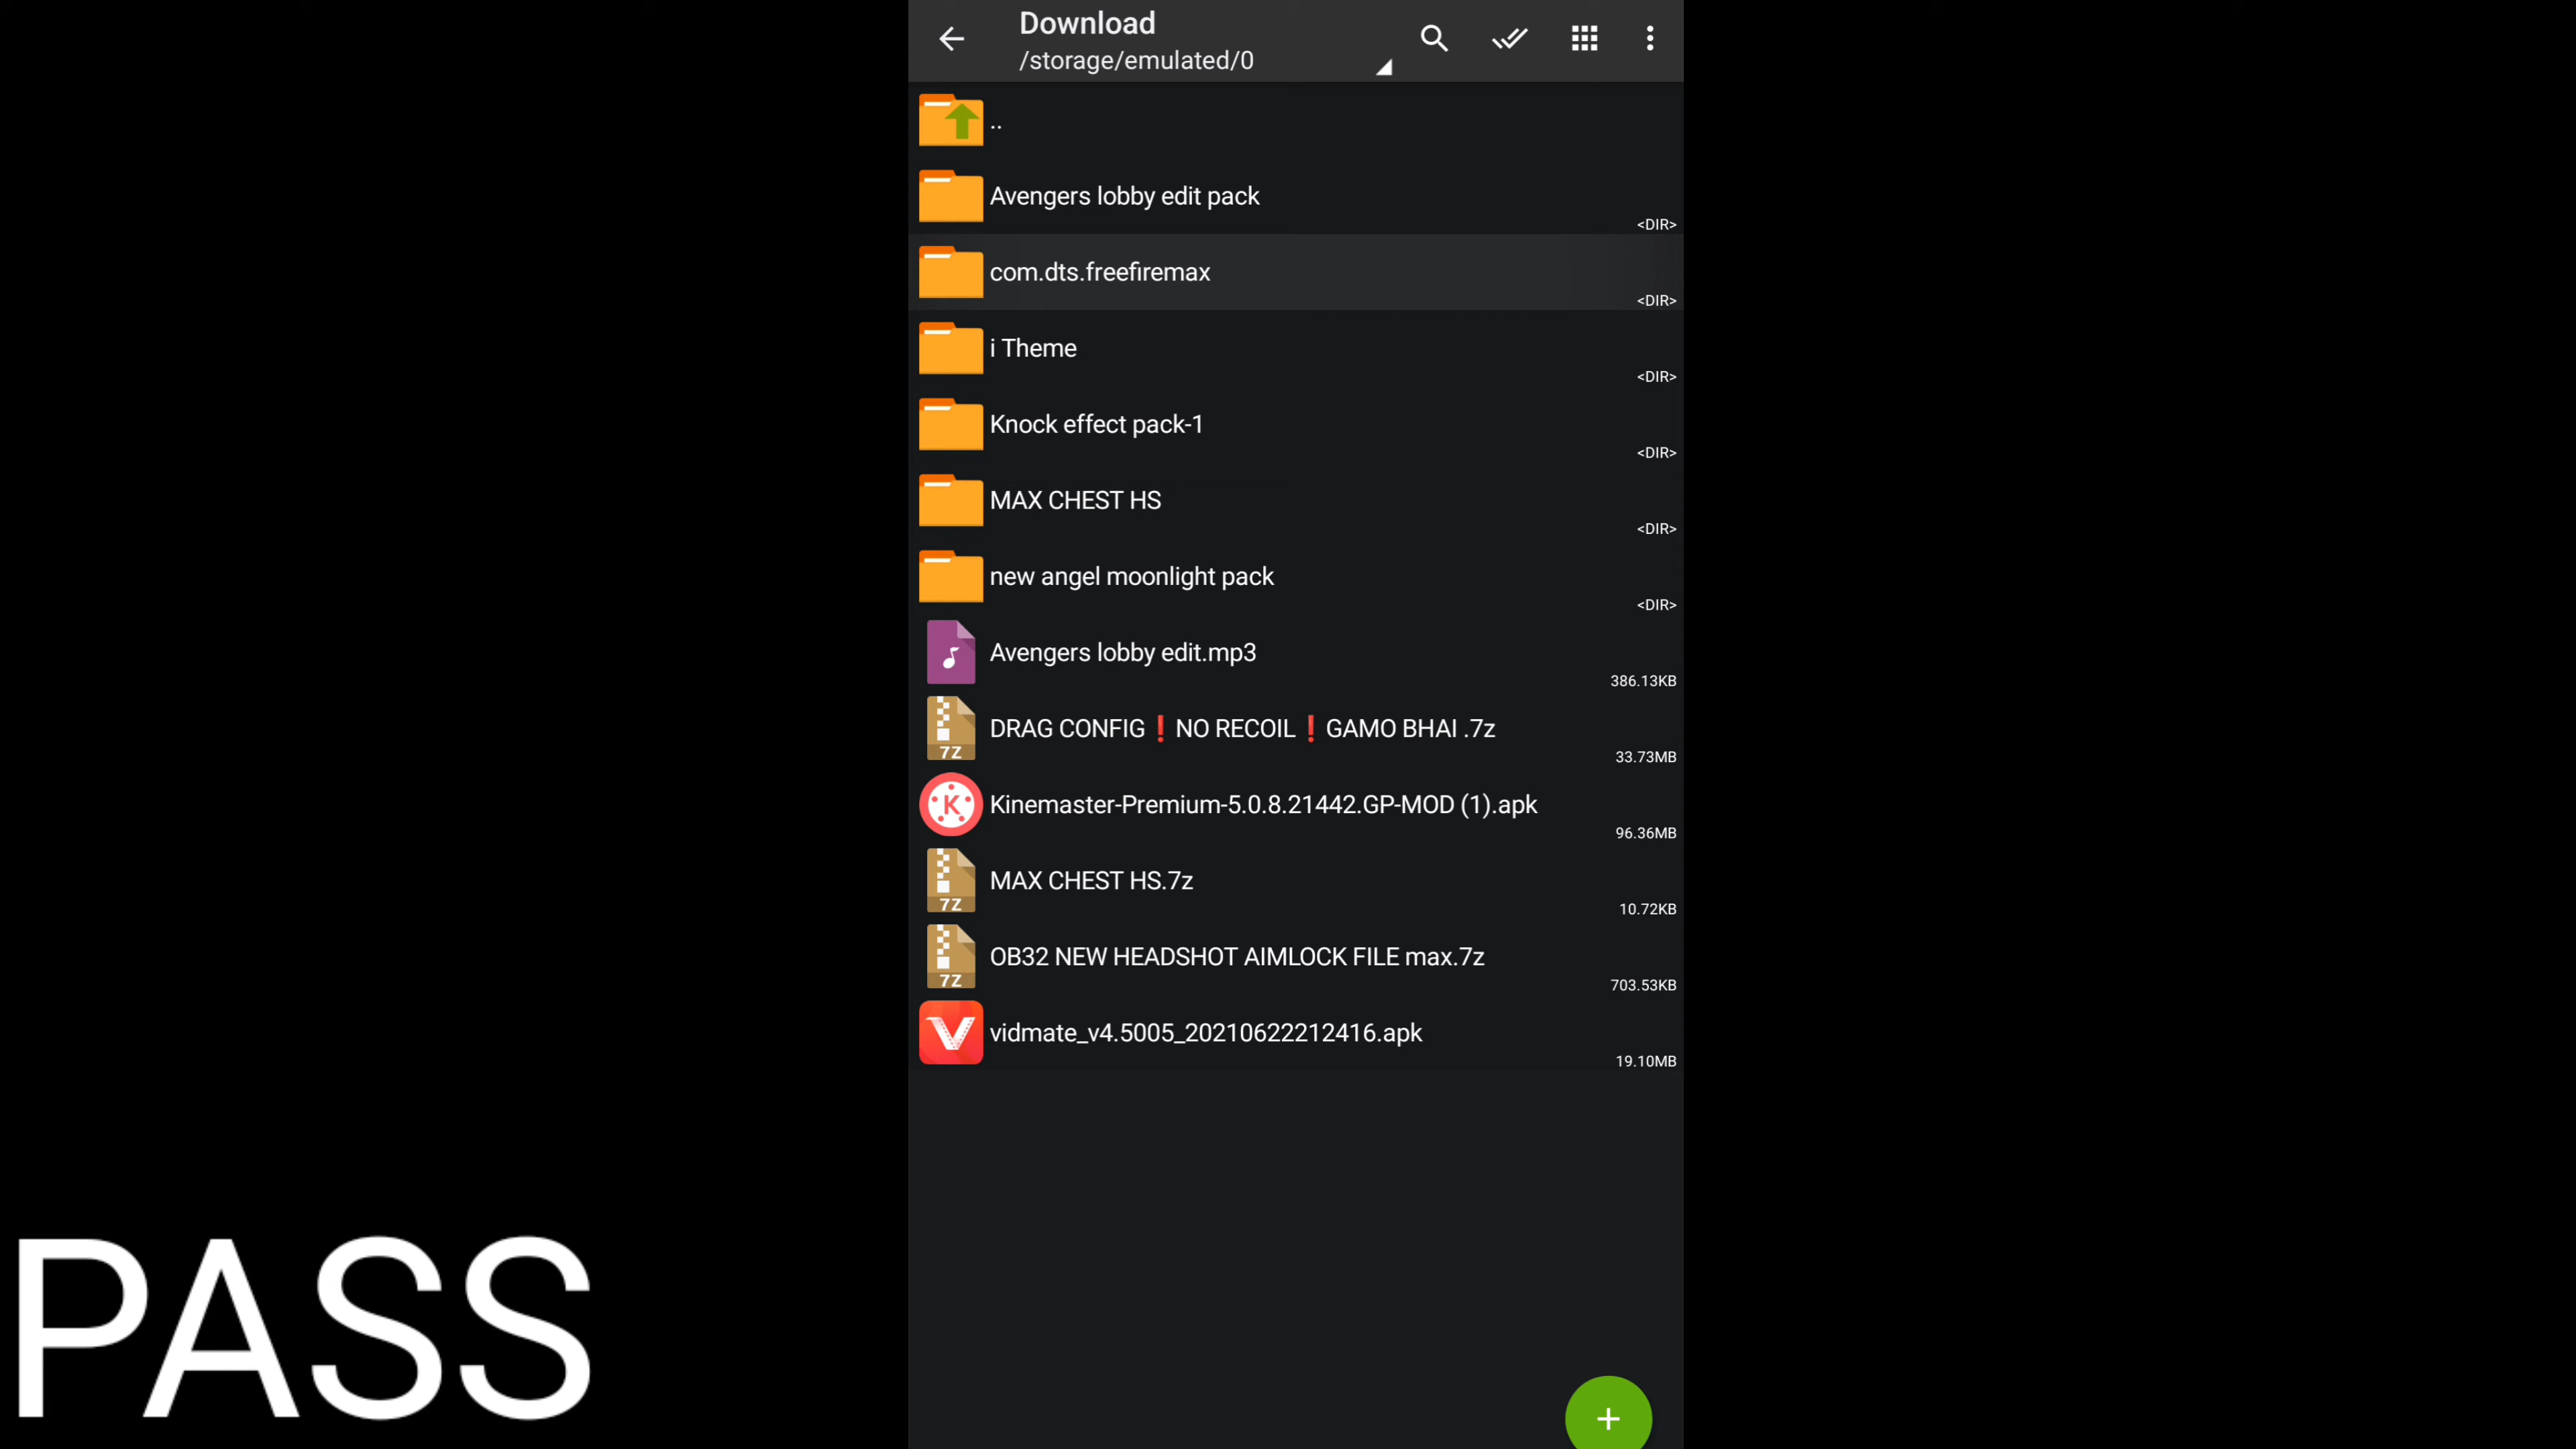 Download
/storage/emulated/0
..
Avengers lobby edit pack
<DIR>
com.dts.freefiremax
<DIR>
i Theme
<DIR>
Knock effect pack-1
<DIR>
MAX CHEST HS
<DIR>
new angel moonlight pack
<DIR>
Avengers lobby edit.mp3
386.13KB
DRAG CONFIG❗NO RECOIL❗GAMO BHAI .7z
7Z
33.73MB
K
Kinemaster-Premium-5.0.8.21442.GP-MOD (1).apk
96.36MB
MAX CHEST HS.7z
7Z
10.72KB
OB32 NEW HEADSHOT AIMLOCK FILE max.7z
7Z
703.53KB
vidmate_v4.5005_20210622212416.apk
19.10MB
PASS